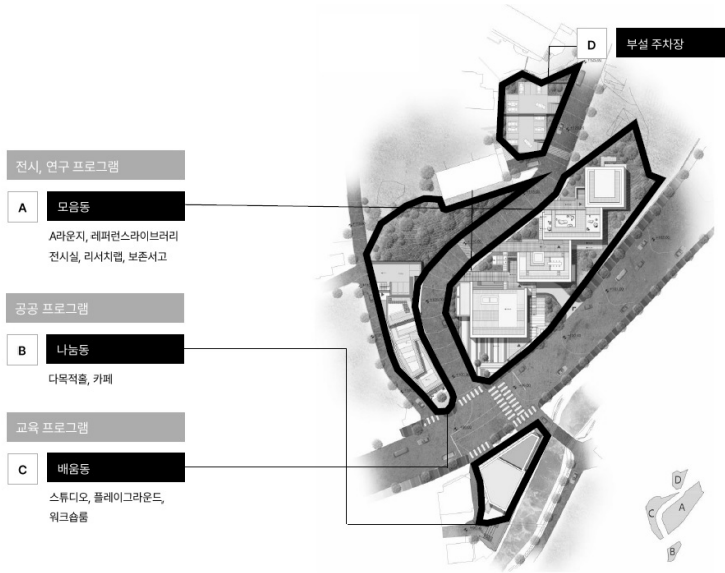 D 부설 주차장
전시, 연구 프로그램
A 모음동
A라운지, 레퍼런스라이브러리
전시실, 리서치랩, 보존서고
공공 프로그램
B 나눔동
다목적홀, 카페
교육 프로그램
C 배움동
스튜디오, 플레이그라운드,
워크숍룸
D
C A
B